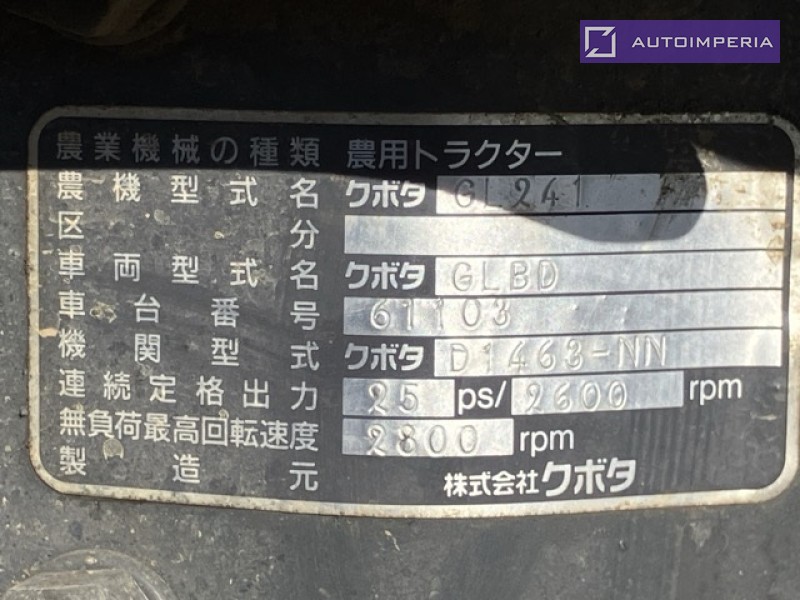 AUTOIMPERIA
農業機械の種類 農用トラクター
農機型式名 クボタ GL241
区分
車両型式名 クボタ GLBD
車台番号 61103
機関型式 クボタ D1463-NN
連続定格出力 25 ps/ 2600 rpm
無負荷最高回転速度 2800 rpm
製造元 株式会社クボタ